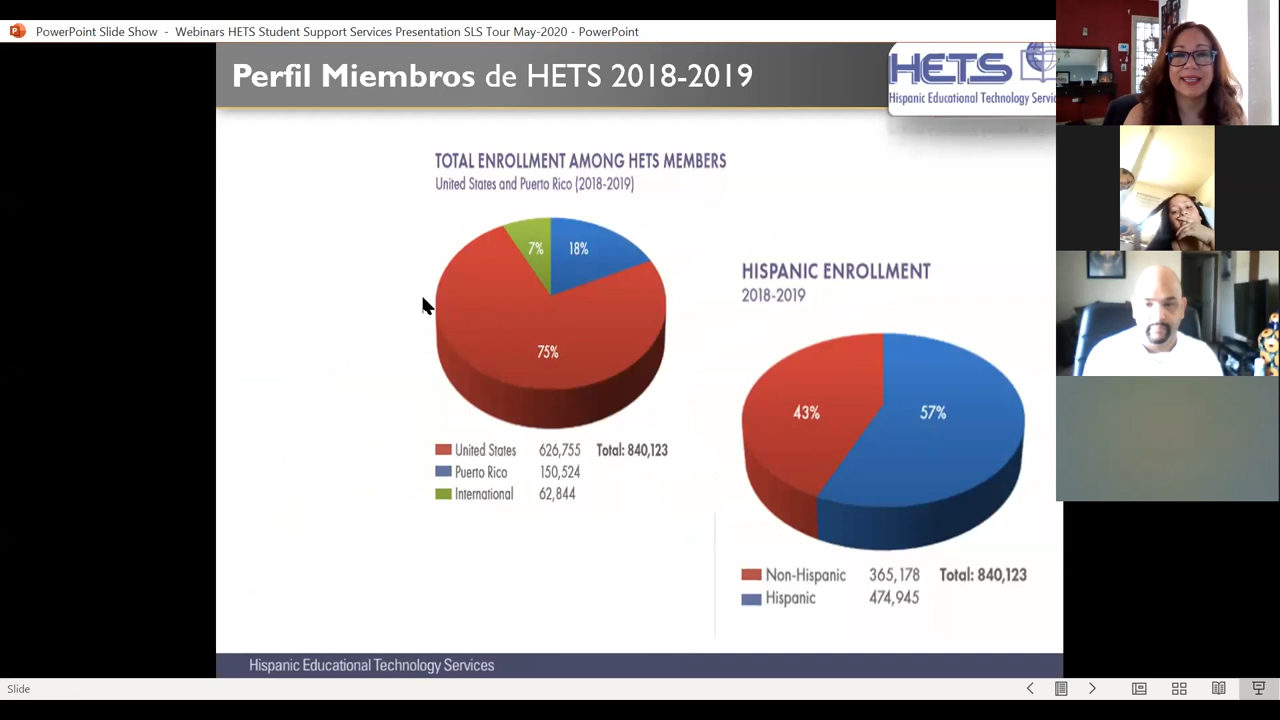 PowerPoint Slide Show - Webinars HETS Student Support Services Presentation SLS Tour May-2020 - PowerPoint
Perfil Miembros de HETS 2018-2019
HETS
Hispanic Educational Technology
TOTAL ENROLLMENT AMONG HETS MEMBERS
United States and Puerto Rico (2018-2019)
7% 18%
75%
United States 626,755 Total: 840,123
Puerto Rico 150,524
International 62,844
HISPANIC ENROLLMENT
2018-2019
43% 57%
Non-Hispanic 365,178 Total: 840,123
Hispanic 474,945
Hispanic Educational Technology Services
Slide